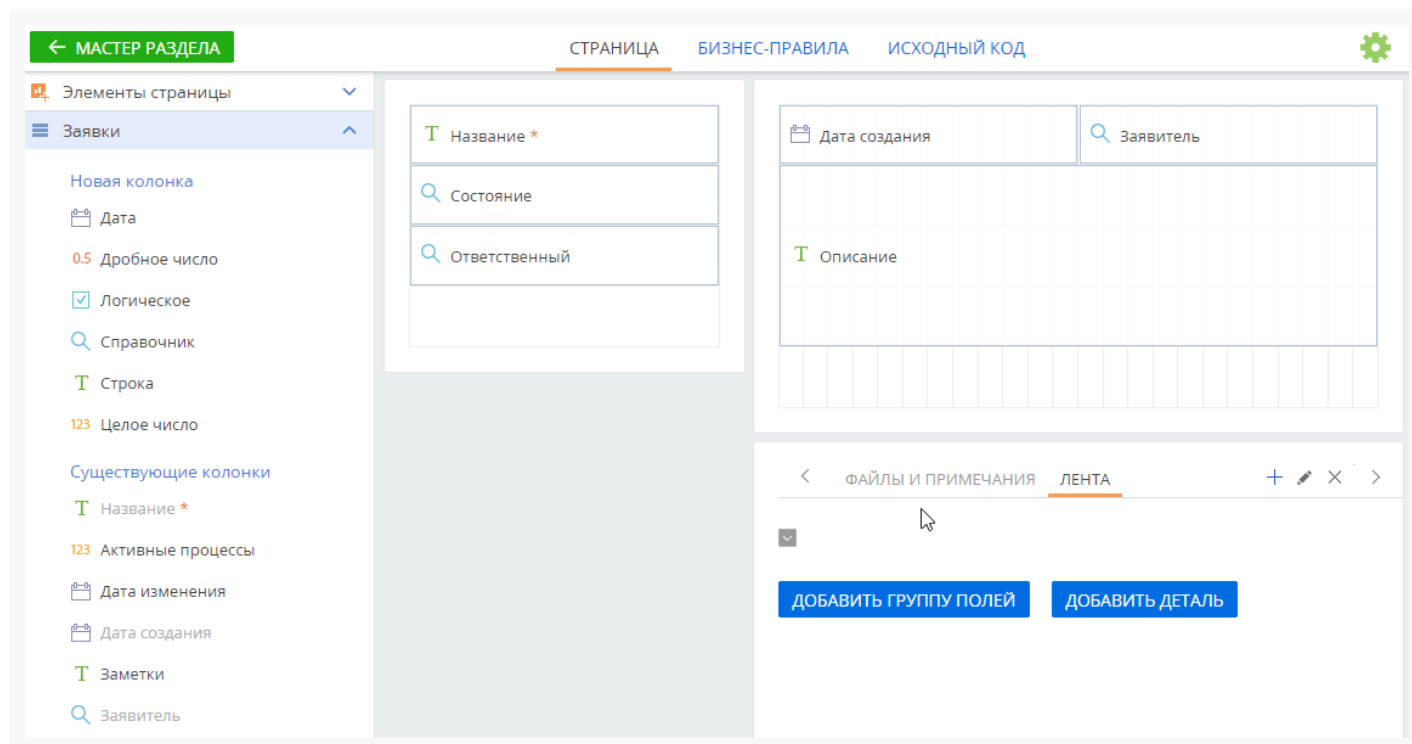 ← МАСТЕР РАЗДЕЛА
СТРАНИЦА БИЗНЕС-ПРАВИЛА ИСХОДНЫЙ КОД
Элементы страницы
Заявки
Новая колонка
Дата
0.5 Дробное число
Логическое
Справочник
T Строка
123 Целое число
Существующие колонки
T Название *
123 Активные процессы
Дата изменения
Дата создания
T Заметки
Заявитель
T Название *
Состояние
Ответственный
Дата создания Заявитель
T Описание
ФАЙЛЫ И ПРИМЕЧАНИЯ ЛЕНТА
ДОБАВИТЬ ГРУППУ ПОЛЕЙ ДОБАВИТЬ ДЕТАЛЬ